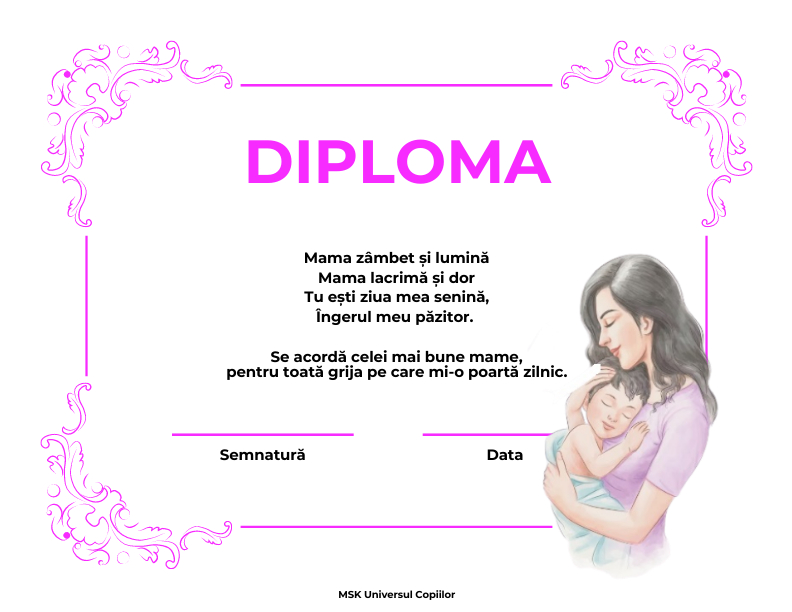 DIPLOMA
Mama zâmbet și lumină
Mama lacrimă și dor
Tu ești ziua mea senină,
Îngerul meu păzitor.
Se acordă celei mai bune mame,
pentru toată grija pe care mi-o poartă zilnic.
Semnatură
Data
MSK Universul Copiilor